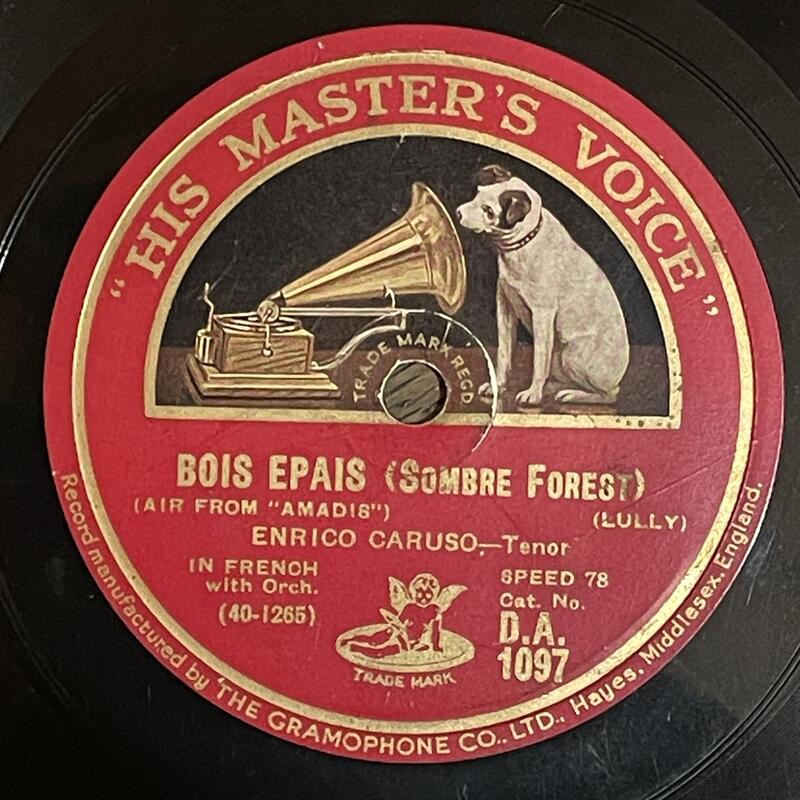 "HIS MASTER'S VOICE"
TRADE MARK REGD.
BOIS EPAIS (SOMBRE FOREST)
(AIR FROM "AMADIS")
(LULLY)
ENRICO CARUSO,—Tenor
IN FRENCH
with Orch.
(40-1265)
SPEED 78
Cat. No.
D.A.
1097
TRADE MARK
Record manufactured by THE GRAMOPHONE CO., LTD., Hayes, Middlesex, England.